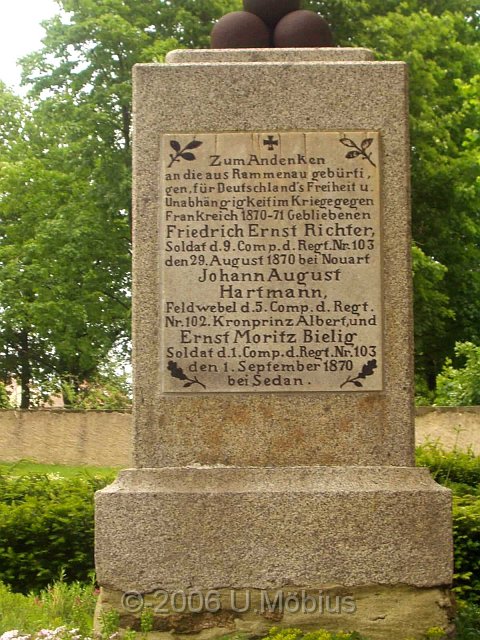 Zum Andenken
an die aus Rammenau gebürti-
gen, für Deutschland's Freiheit u.
Unabhängigkeit im Kriege gegen
Frankreich 1870-71 Gebliebenen
Friedrich Ernst Richter,
Soldat d. 9. Comp. d. Regt. Nr. 103
den 29. August 1870 bei Nouart
Johann August
Hartmann,
Feldwebel d. 5. Comp. d. Regt.
Nr. 102. Kronprinz Albert, und
Ernst Moritz Bielig
Soldat d. 1. Comp. d. Regt. Nr. 103
den 1. September 1870
bei Sedan.
© 2006 U. Möbius